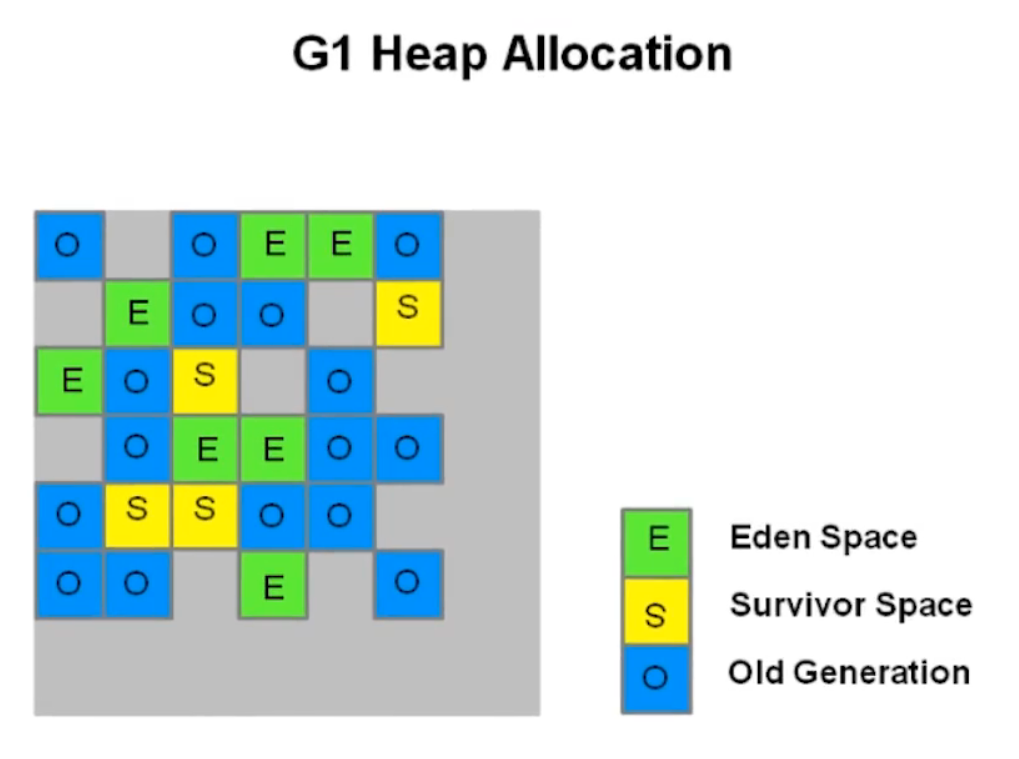 G1 Heap Allocation
O O E E O
E O O S
E O S O
O E E O O
O S S O O
O O E O
E Eden Space
S Survivor Space
O Old Generation